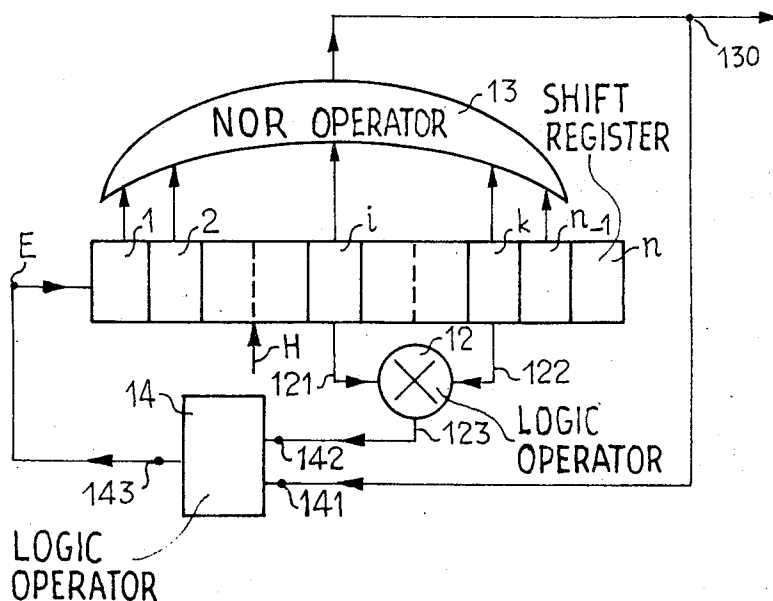 130
13
NOR OPERATOR
SHIFT
REGISTER
1
2
i
k
n-1
n
E
H
121
12
122
123
LOGIC
OPERATOR
14
142
143
141
LOGIC
OPERATOR